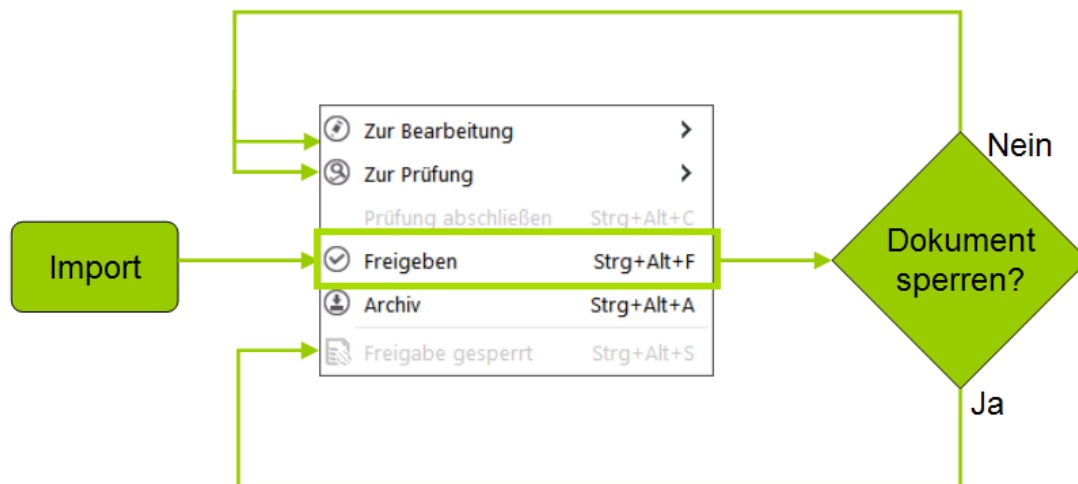 Nein
Zur Bearbeitung
Zur Prüfung
Prüfung abschließen Strg+Alt+C
Import
Freigeben Strg+Alt+F
Dokument
sperren?
Archiv Strg+Alt+A
Freigabe gesperrt Strg+Alt+S
Ja